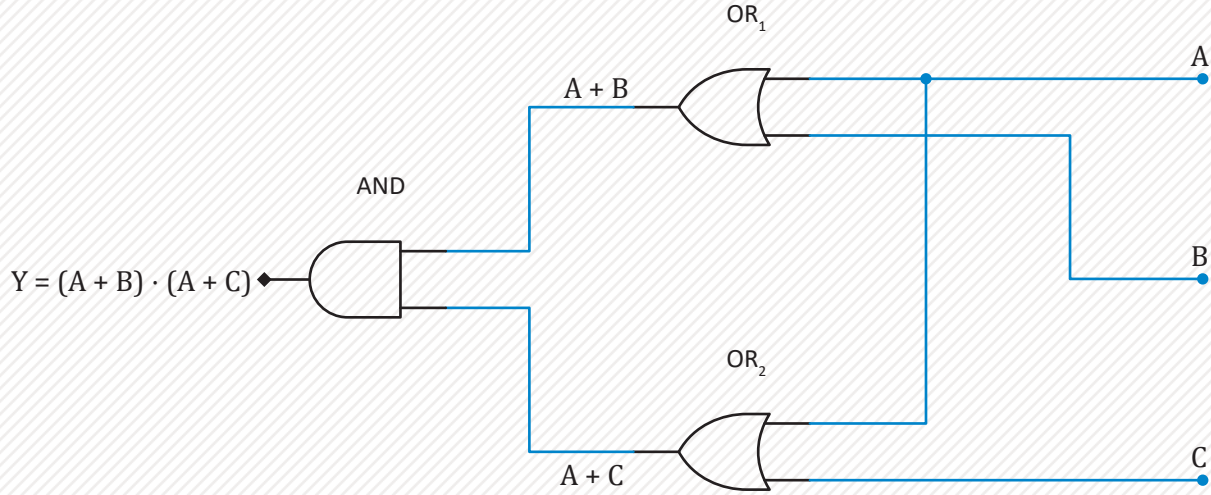 OR₁
A
A + B
AND
B
Y = (A + B) · (A + C)
OR₂
C
A + C